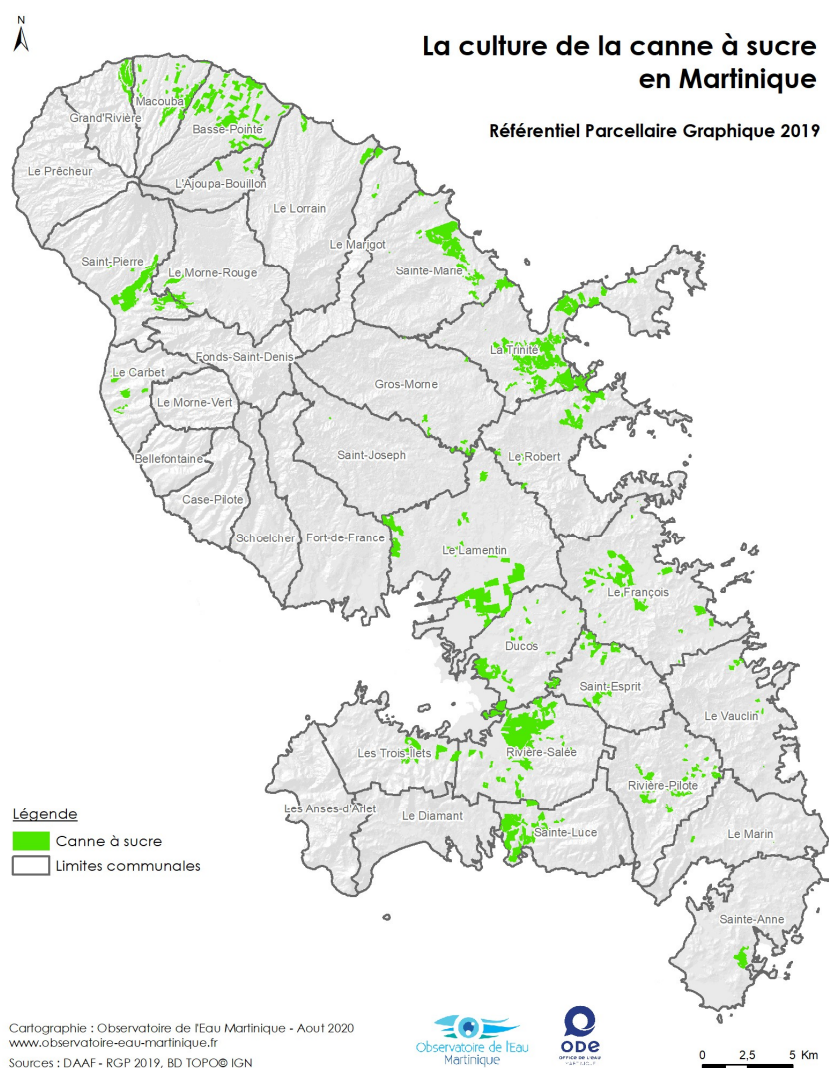 N
La culture de la canne à sucre
en Martinique
Référentiel Parcellaire Graphique 2019
Macouba
Grand'Rivière
Basse-Pointe
Le Prêcheur
L'Ajoupa-Bouillon
Le Lorrain
Le Marigot
Saint-Pierre
Le Morne-Rouge
Sainte-Marie
La Trinité
Fonds-Saint-Denis
Le Carbet
Gros-Morne
Le Morne-Vert
Saint-Joseph
Le Robert
Bellefontaine
Case-Pilote
Schoelcher
Fort-de-France
Le Lamentin
Le François
Ducos
Saint-Esprit
Le Vauclin
Les Trois-Ilets
Rivière-Salée
Rivière-Pilote
Les Anses-d'Arlet
Le Diamant
Sainte-Luce
Le Marin
Sainte-Anne
Légende
Canne à sucre
Limites communales
Cartographie : Observatoire de l'Eau Martinique - Aout 2020
www.observatoire-eau-martinique.fr
Sources : DAAF - RGP 2019, BD TOPO© IGN
Observatoire de l'Eau
Martinique
ODE
OFFICE DE L'EAU
MARTINIQUE
0 2,5 5 Km